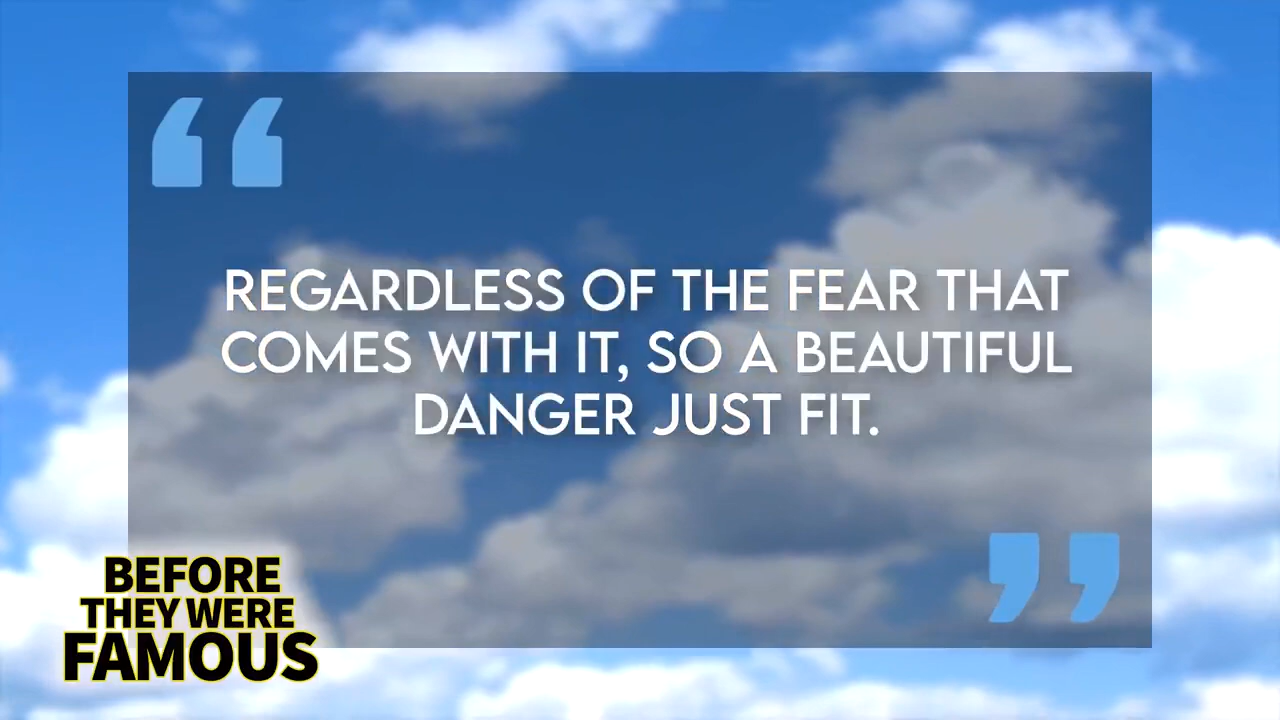 “
REGARDLESS OF THE FEAR THAT
COMES WITH IT, SO A BEAUTIFUL
DANGER JUST FIT.
”
BEFORE
THEY WERE
FAMOUS